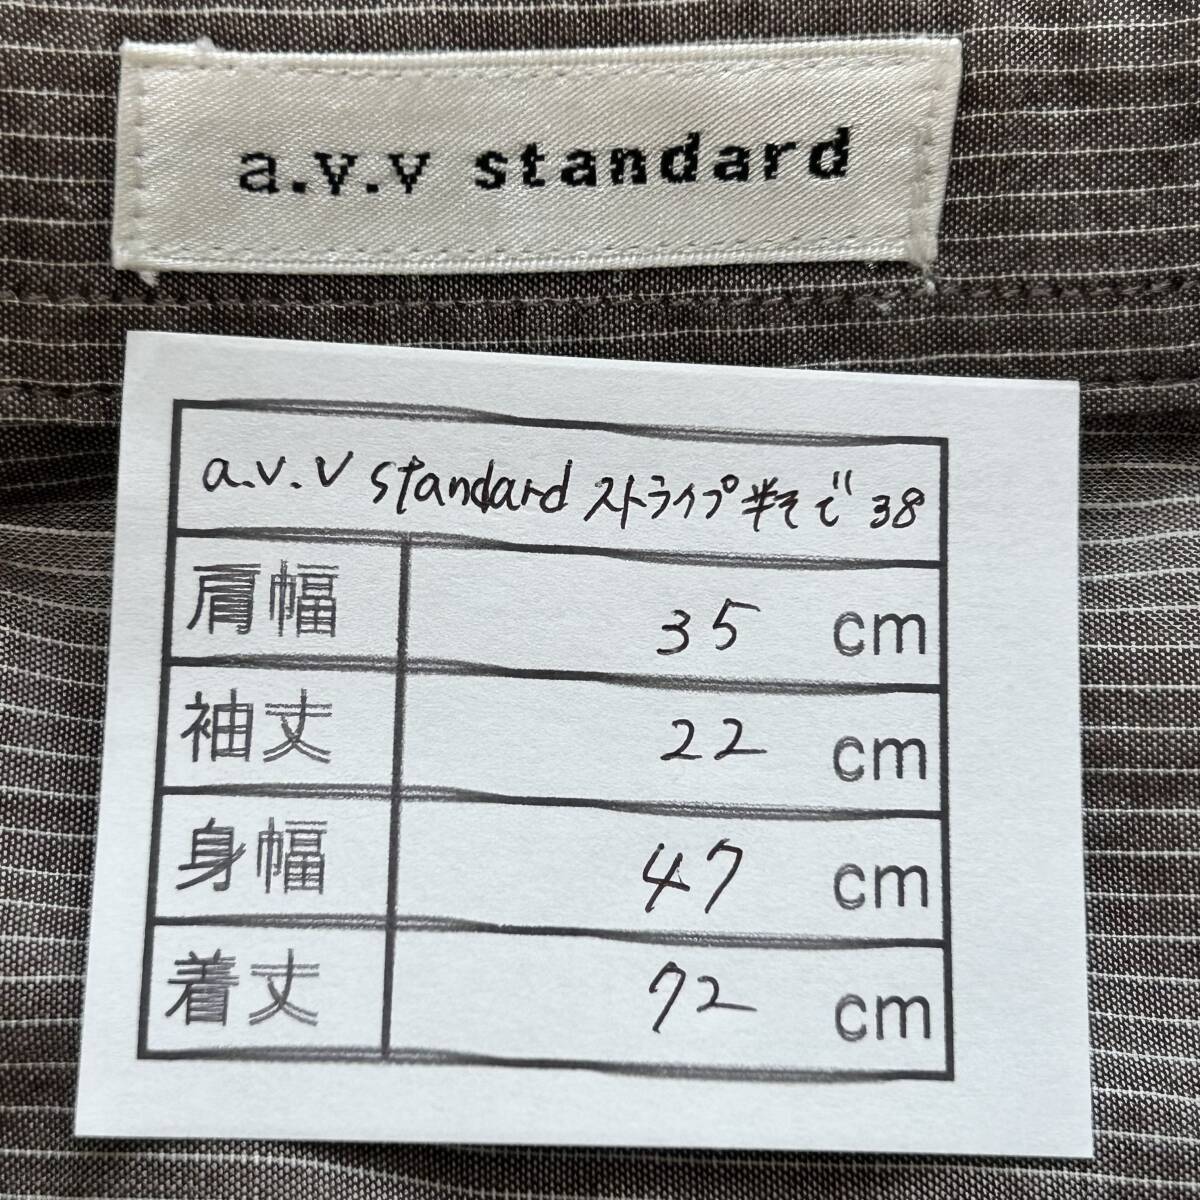 a.v.v standard
a.v.v standard ストライプ半そで 38
肩幅 35 cm
袖丈 22 cm
身幅 47 cm
着丈 72 cm